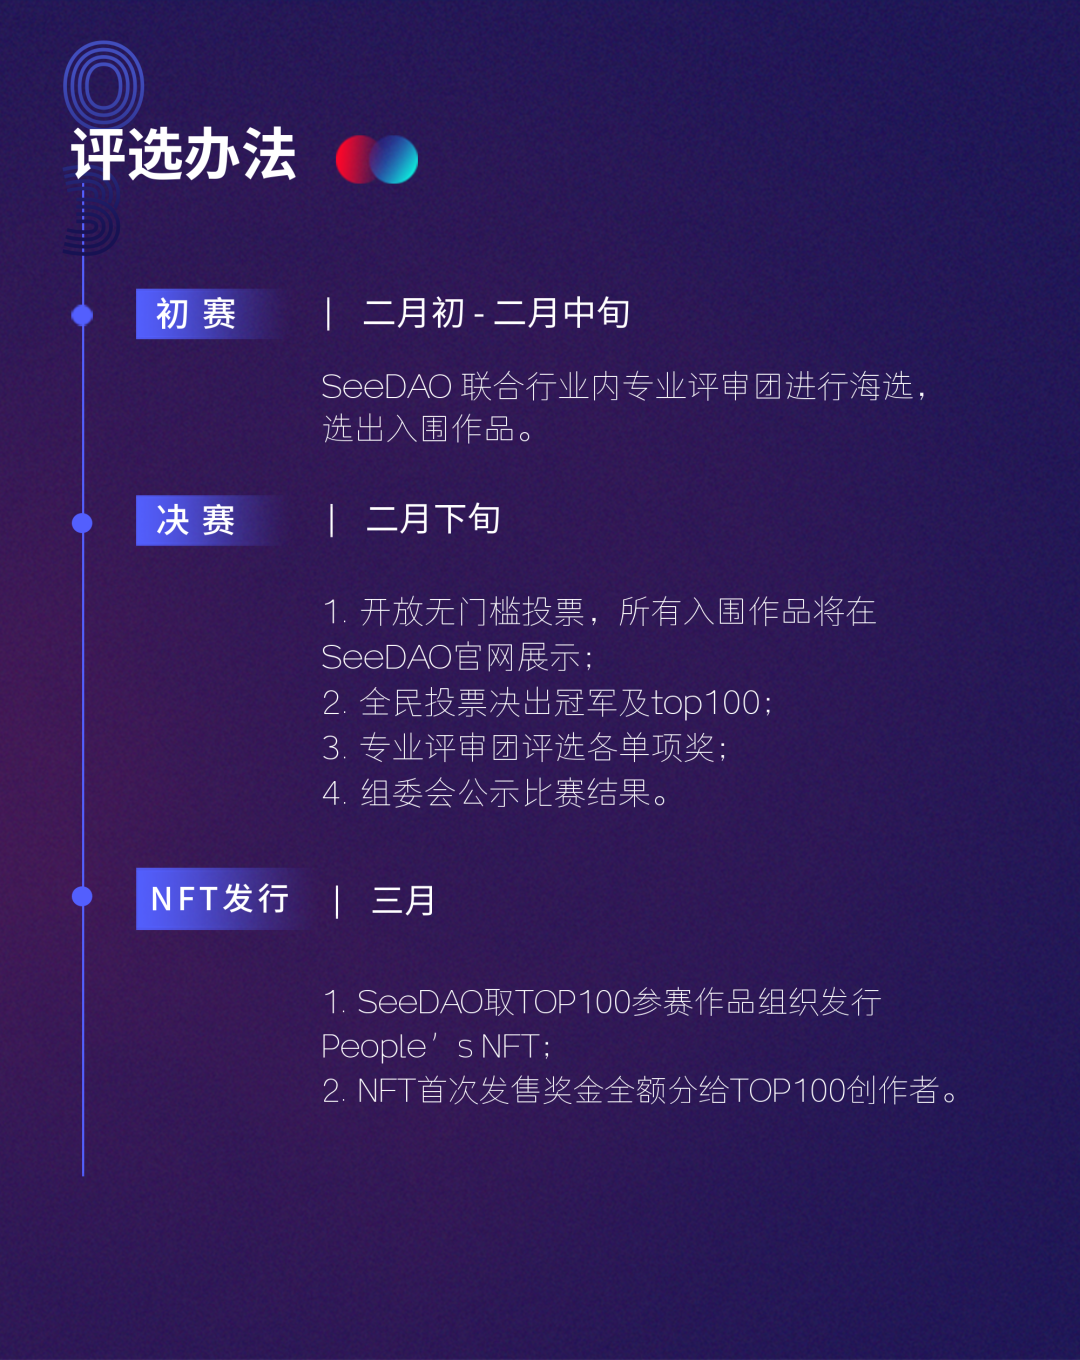 03
评选办法
初赛 | 二月初 - 二月中旬
SeeDAO 联合行业内专业评审团进行海选，
选出入围作品。
决赛 | 二月下旬
1. 开放无门槛投票，所有入围作品将在
SeeDAO官网展示；
2. 全民投票决出冠军及top100；
3. 专业评审团评选各单项奖；
4. 组委会公示比赛结果。
NFT发行 | 三月
1. SeeDAO取TOP100参赛作品组织发行
People’s NFT；
2. NFT首次发售奖金全额分给TOP100创作者。